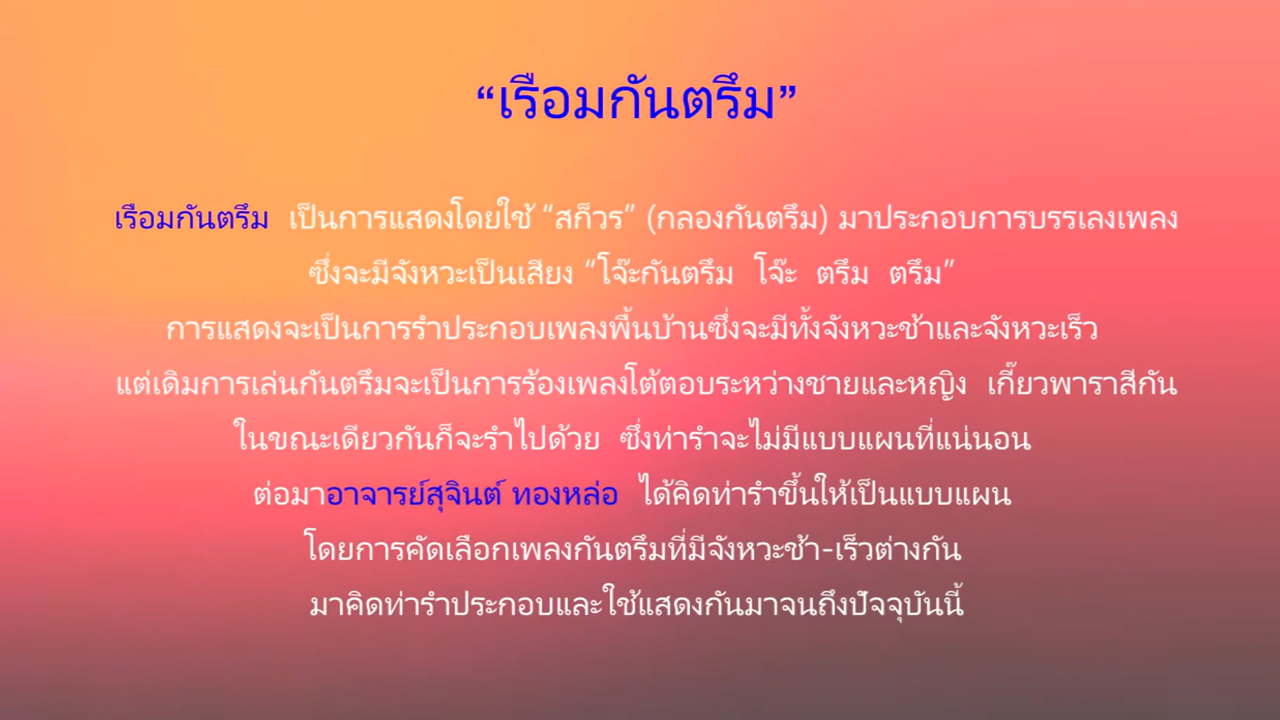 “เรือมกันตรึม”
เรือมกันตรึม เป็นการแสดงโดยใช้ “สก็วร” (กลองกันตรึม) มาประกอบการบรรเลงเพลง
ซึ่งจะมีจังหวะเป็นเสียง “โจ๊ะกันตรึม โจ๊ะ ตรึม ตรึม”
การแสดงจะเป็นการรำประกอบเพลงพื้นบ้านซึ่งจะมีทั้งจังหวะช้าและจังหวะเร็ว
แต่เดิมการเล่นกันตรึมจะเป็นการร้องเพลงโต้ตอบระหว่างชายและหญิง เกี๊ยวพาราสีกัน
ในขณะเดียวกันก็จะรำไปด้วย ซึ่งท่ารำจะไม่มีแบบแผนที่แน่นอน
ต่อมาอาจารย์สุจินต์ ทองหล่อ ได้คิดท่ารำขึ้นให้เป็นแบบแผน
โดยการคัดเลือกเพลงกันตรึมที่มีจังหวะช้า-เร็วต่างกัน
มาคิดท่ารำประกอบและใช้แสดงกันมาจนถึงปัจจุบันนี้